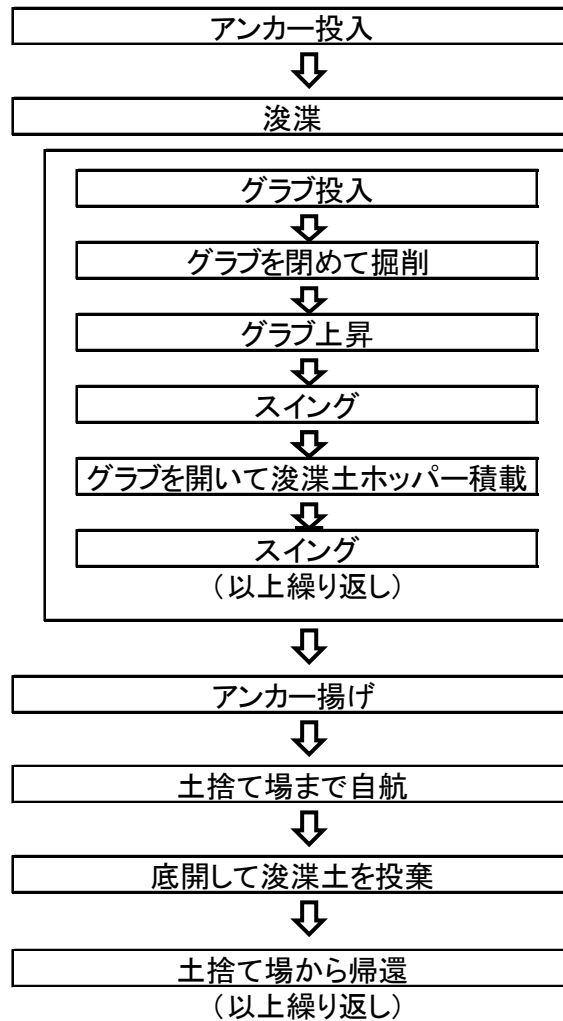 アンカー投入
浚渫
グラブ投入
グラブを閉めて掘削
グラブ上昇
スイング
グラブを開いて浚渫土ホッパー積載
スイング
（以上繰り返し）
アンカー揚げ
土捨て場まで自航
底開して浚渫土を投棄
土捨て場から帰還
（以上繰り返し）